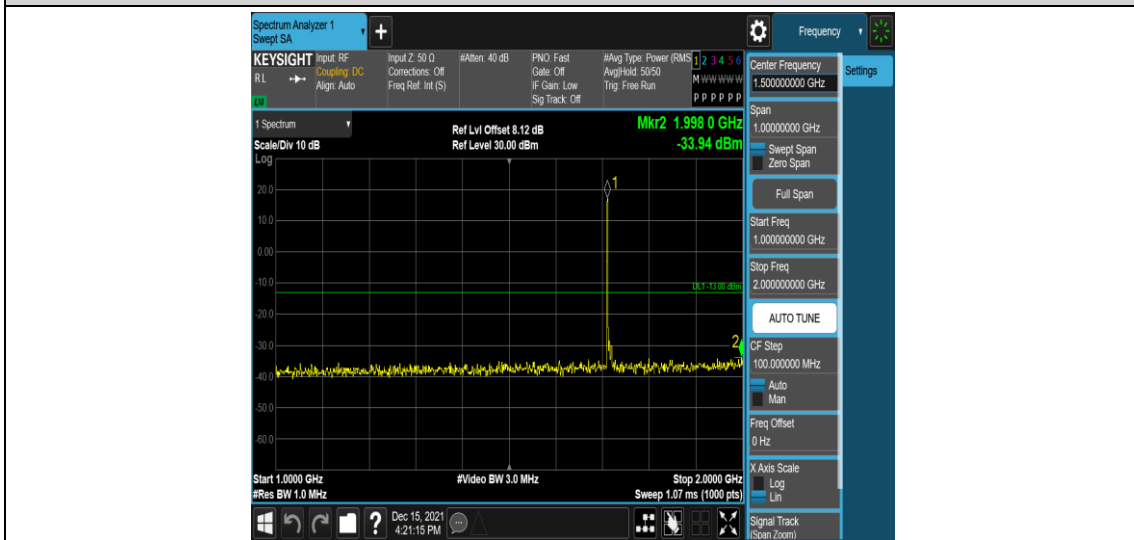 Spectrum Analyzer 1
Swept SA
+
Frequency
KEYSIGHT
RL
LXI
Input: RF
Coupling: DC
Align: Auto
Input Z: 50 Ω
Corrections: Off
Freq Ref: Int (S)
#Atten: 40 dB
PNO: Fast
Gate: Off
IF Gain: Low
Sig Track: Off
#Avg Type: Power (RMS
Avg|Hold: 50/50
Trig: Free Run
1 2 3 4 5 6
M W W W W W
P P P P P P
1 Spectrum
Scale/Div 10 dB
Ref Lvl Offset 8.12 dB
Ref Level 30.00 dBm
Mkr2 1.998 0 GHz
-33.94 dBm
Log
20.0
10.0
0.00
-10.0
-20.0
-30.0
-40.0
-50.0
-60.0
1
DL1 -13.00 dBm
2
Start 1.0000 GHz
#Res BW 1.0 MHz
#Video BW 3.0 MHz
Stop 2.0000 GHz
Sweep 1.07 ms (1000 pts)
?
Dec 15, 2021
4:21:15 PM
Center Frequency
1.500000000 GHz
Settings
Span
1.00000000 GHz
Swept Span
Zero Span
Full Span
Start Freq
1.000000000 GHz
Stop Freq
2.000000000 GHz
AUTO TUNE
CF Step
100.000000 MHz
Auto
Man
Freq Offset
0 Hz
X Axis Scale
Log
Lin
Signal Track
(Span Zoom)